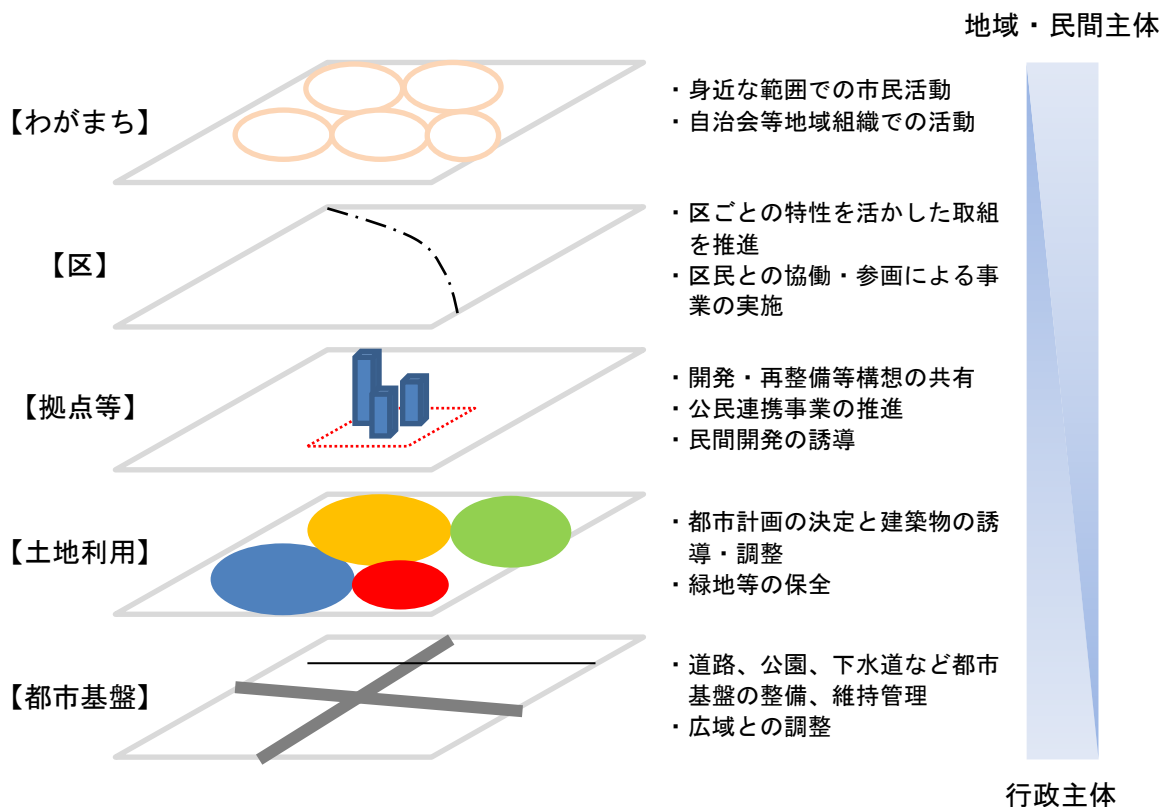 地域・民間主体
【わがまち】
・身近な範囲での市民活動
・自治会等地域組織での活動
【区】
・区ごとの特性を活かした取組
を推進
・区民との協働・参画による事
業の実施
【拠点等】
・開発・再整備等構想の共有
・公民連携事業の推進
・民間開発の誘導
【土地利用】
・都市計画の決定と建築物の誘
導・調整
・緑地等の保全
【都市基盤】
・道路、公園、下水道など都市
基盤の整備、維持管理
・広域との調整
行政主体